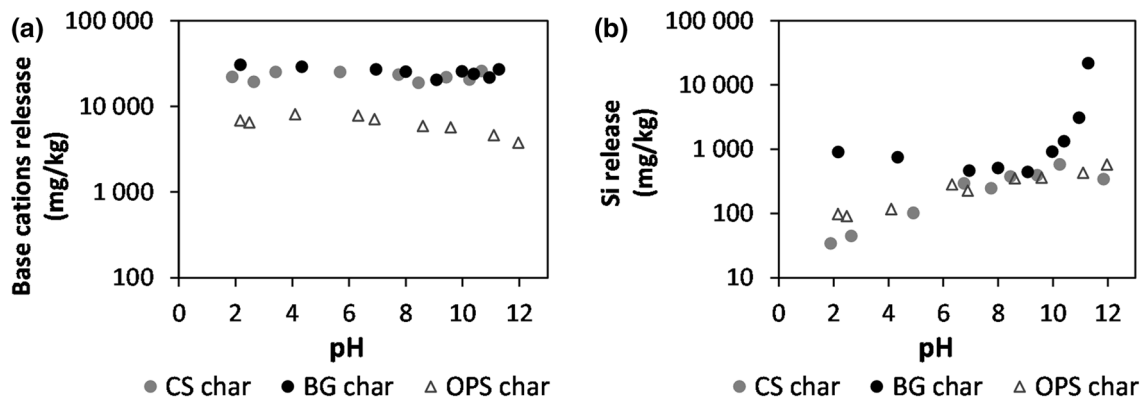 (a)
Base cations relesase
(mg/kg)
100 000
10 000
1 000
100
0 2 4 6 8 10 12
pH
CS char BG char OPS char
(b)
Si release
(mg/kg)
100 000
10 000
1 000
100
10
0 2 4 6 8 10 12
pH
CS char BG char OPS char